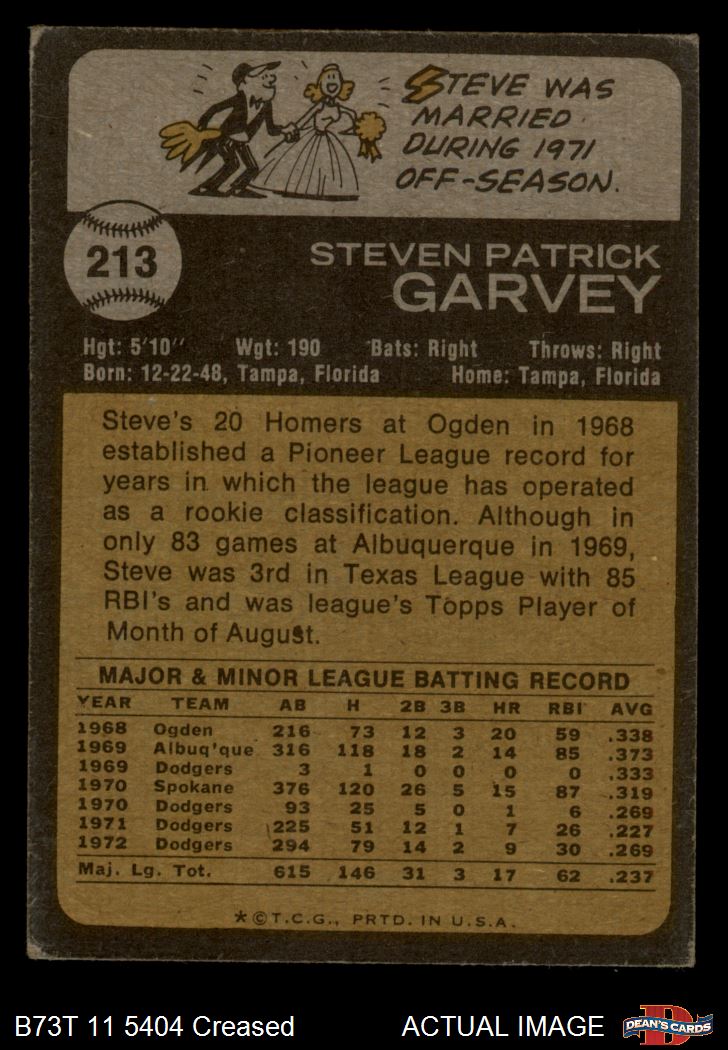 STEVE WAS
MARRIED
DURING 1971
OFF-SEASON.
213
STEVEN PATRICK
GARVEY
Hgt: 5'10" Wgt: 190 Bats: Right Throws: Right
Born: 12-22-48, Tampa, Florida Home: Tampa, Florida
Steve's 20 Homers at Ogden in 1968
established a Pioneer League record for
years in which the league has operated
as a rookie classification. Although in
only 83 games at Albuquerque in 1969,
Steve was 3rd in Texas League with 85
RBI's and was league's Topps Player of
Month of August.
MAJOR & MINOR LEAGUE BATTING RECORD
YEAR TEAM AB H 2B 3B HR RBI AVG
1968 Ogden 216 73 12 3 20 59 .338
1969 Albuq'que 316 118 18 2 14 85 .373
1969 Dodgers 3 1 0 0 0 0 .333
1970 Spokane 376 120 26 5 15 87 .319
1970 Dodgers 93 25 5 0 1 6 .269
1971 Dodgers 225 51 12 1 7 26 .227
1972 Dodgers 294 79 14 2 9 30 .269
Maj. Lg. Tot. 615 146 31 3 17 62 .237
*©T.C.G., PRTD. IN U.S.A.
B73T 11 5404 Creased ACTUAL IMAGE
D
DEAN'S CARDS